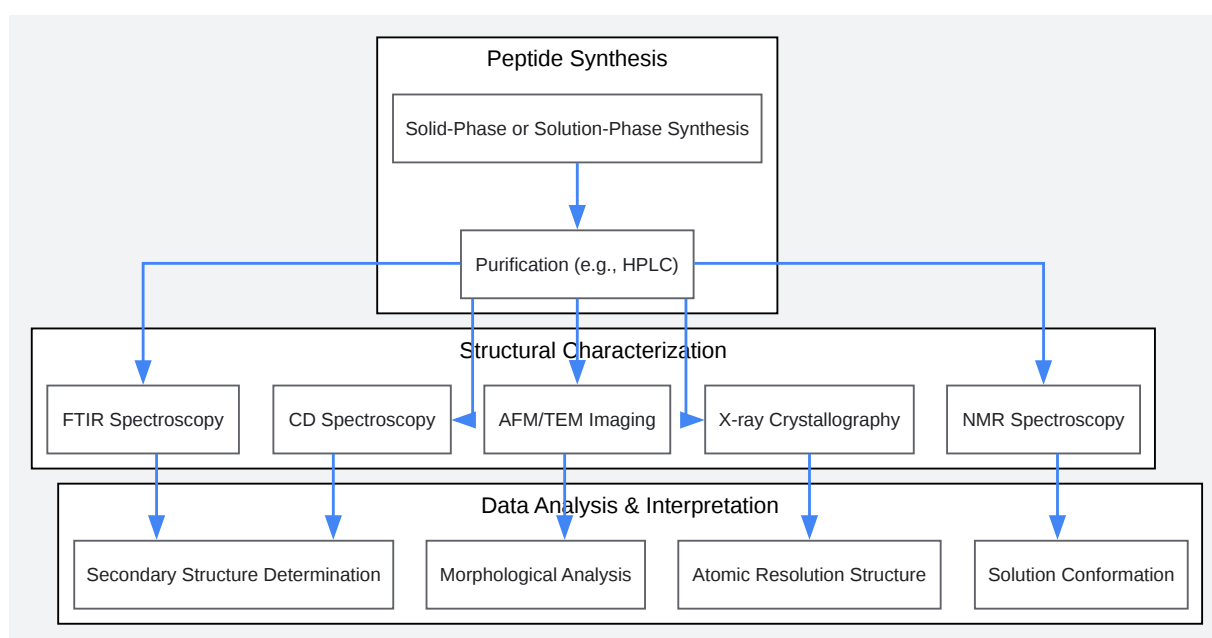 Peptide Synthesis
Solid-Phase or Solution-Phase Synthesis
Purification (e.g., HPLC)
Structural Characterization
FTIR Spectroscopy
CD Spectroscopy
AFM/TEM Imaging
X-ray Crystallography
NMR Spectroscopy
Data Analysis & Interpretation
Secondary Structure Determination
Morphological Analysis
Atomic Resolution Structure
Solution Conformation